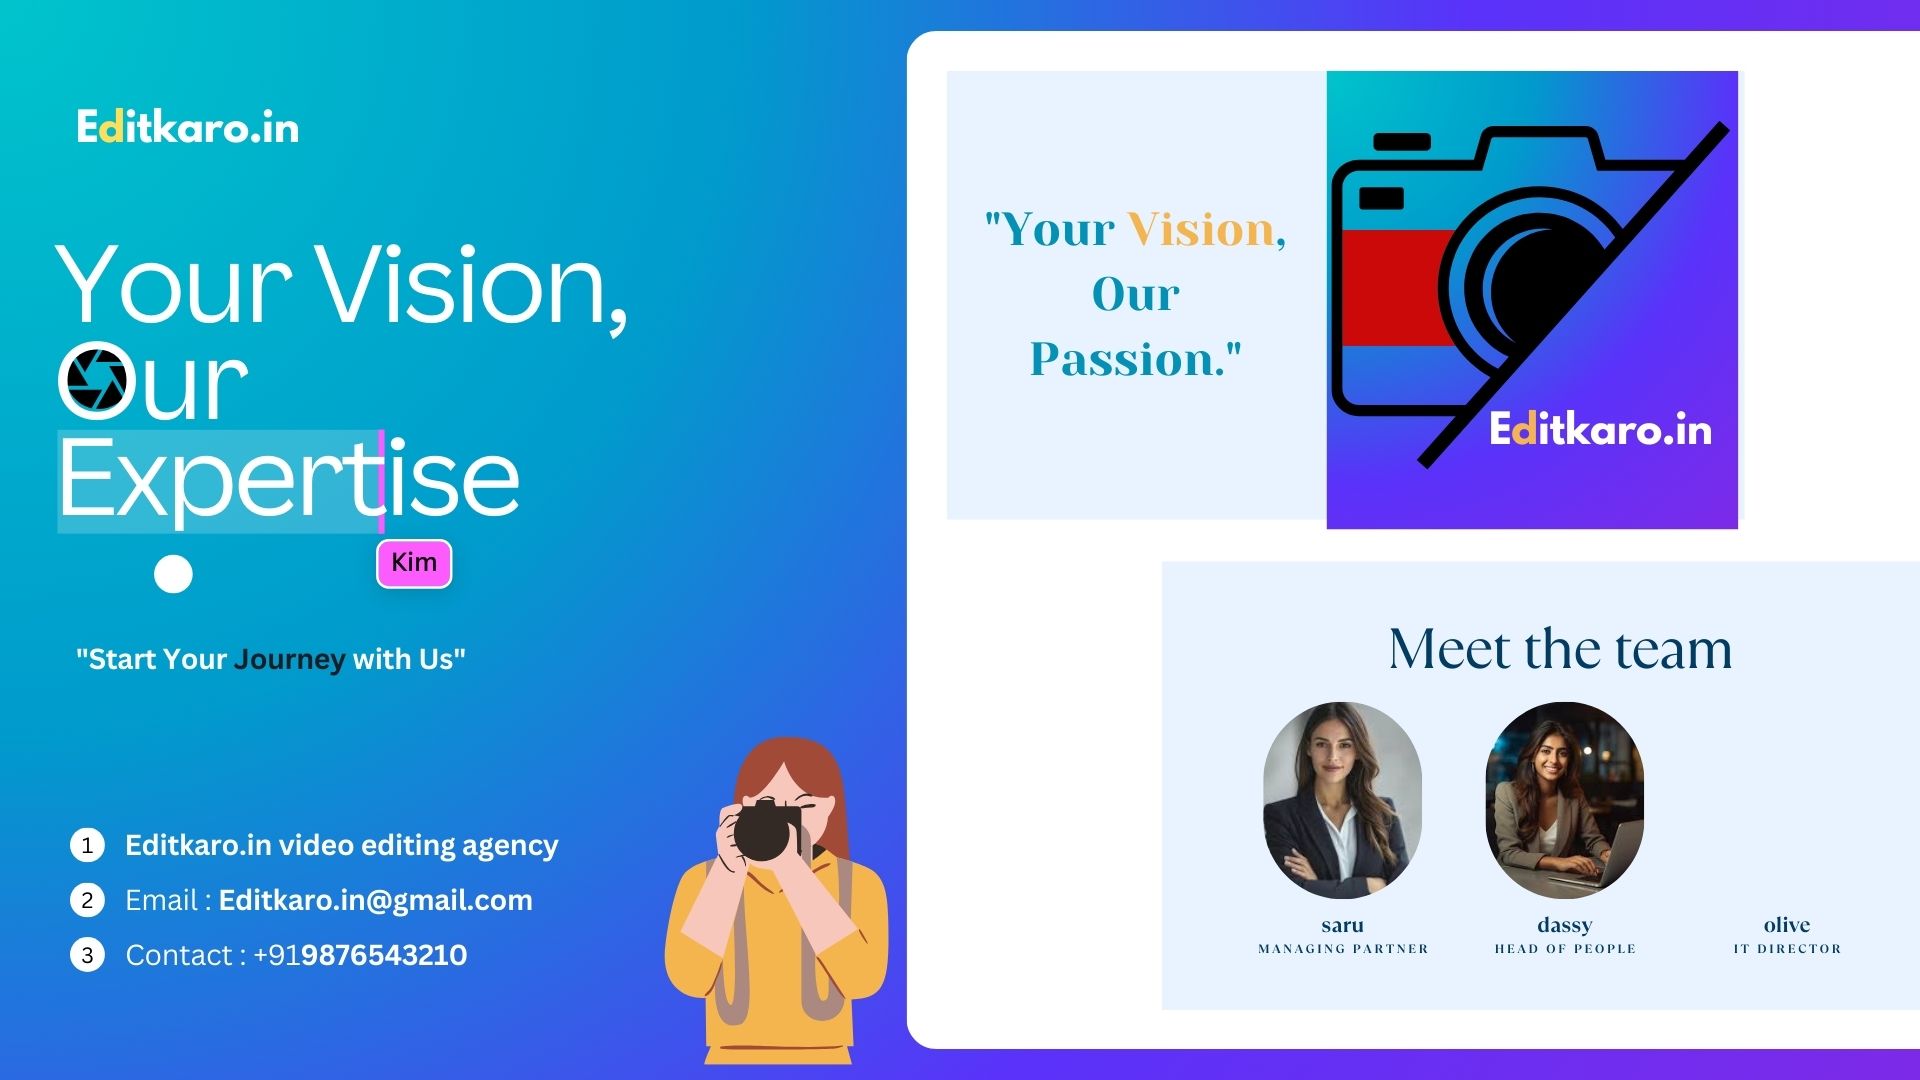 Editkaro.in
Your Vision,
Our
Expertise
Kim
"Start Your Journey with Us"
1 Editkaro.in video editing agency
2 Email : Editkaro.in@gmail.com
3 Contact : +919876543210
"Your Vision,
Our
Passion."
Editkaro.in
Meet the team
saru
MANAGING PARTNER
dassy
HEAD OF PEOPLE
olive
IT DIRECTOR